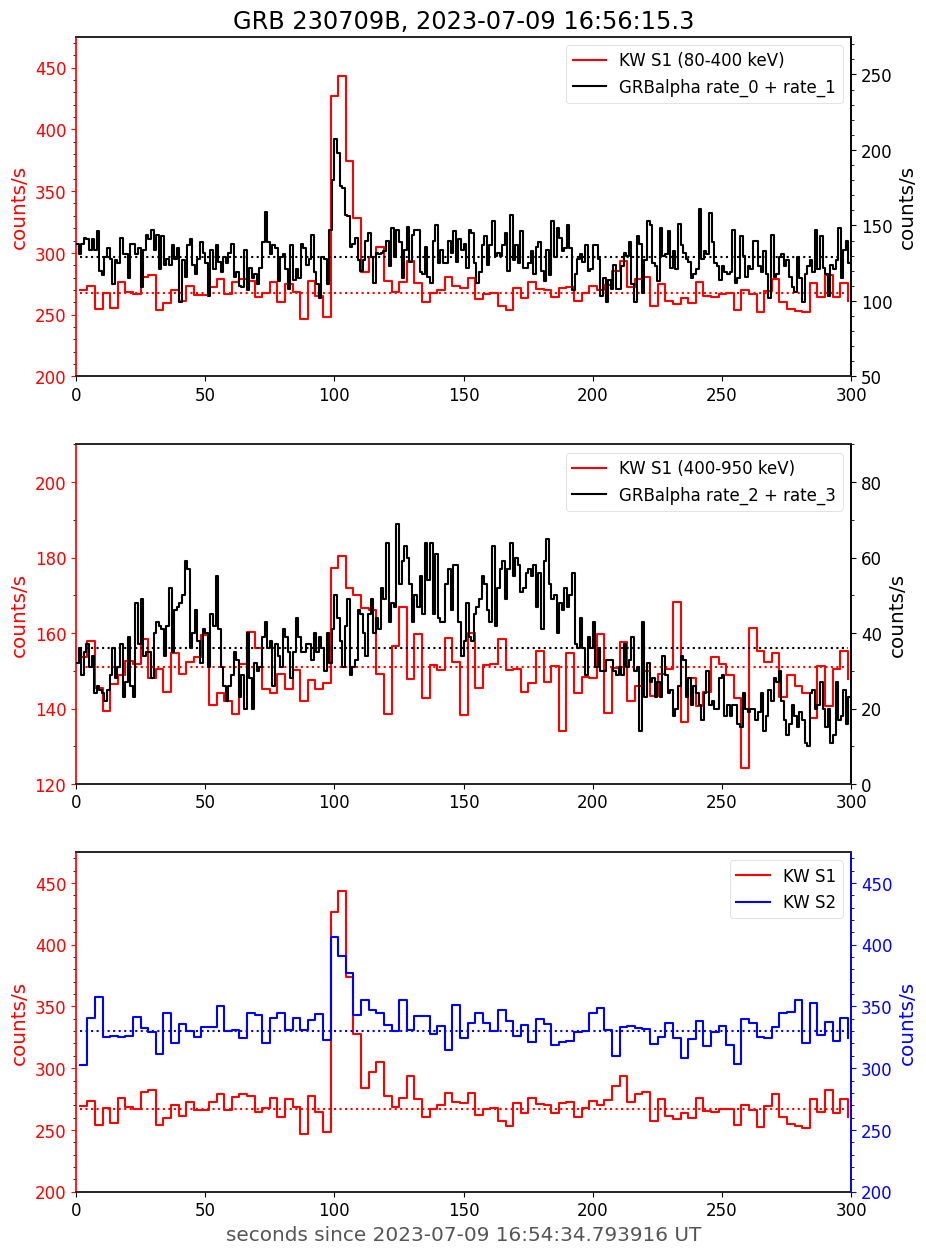 GRB 230709B, 2023-07-09 16:56:15.3
KW S1 (80-400 keV)
GRBalpha rate_0 + rate_1
counts/s
counts/s
450
400
350
300
250
200
250
200
150
100
50
0 50 100 150 200 250 300
KW S1 (400-950 keV)
GRBalpha rate_2 + rate_3
counts/s
counts/s
200
180
160
140
120
80
60
40
20
0
0 50 100 150 200 250 300
KW S1
KW S2
counts/s
counts/s
450
400
350
300
250
200
450
400
350
300
250
200
0 50 100 150 200 250 300
seconds since 2023-07-09 16:54:34.793916 UT